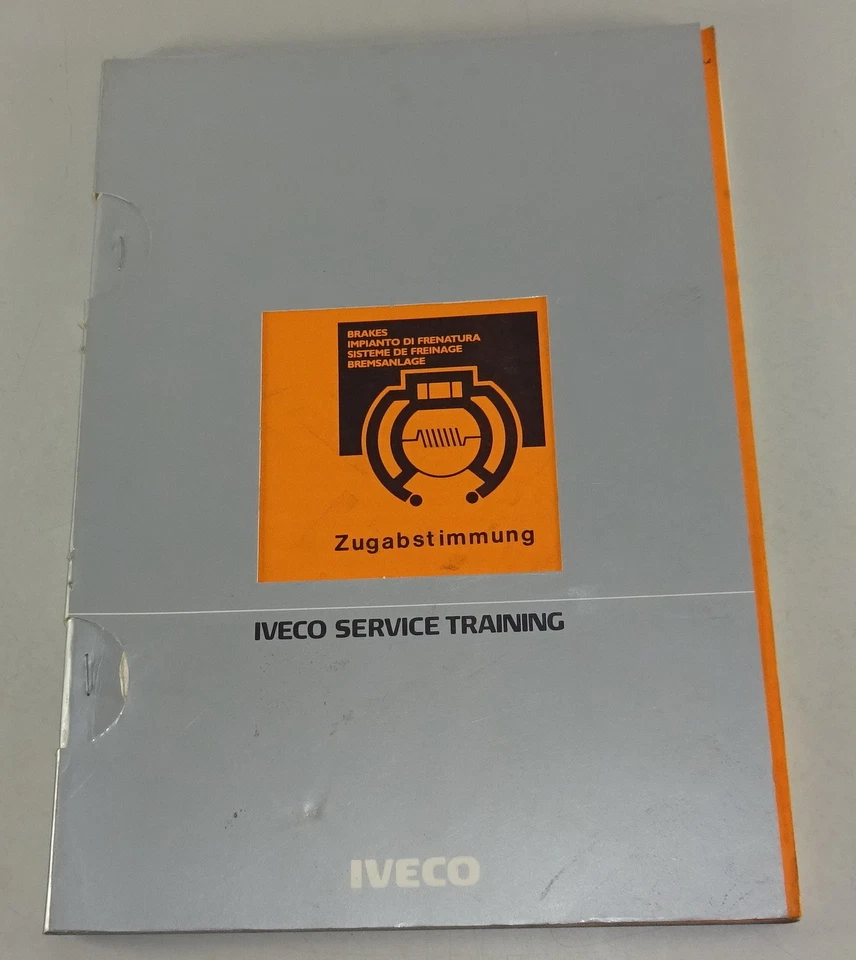 BRAKES
IMPIANTO DI FRENATURA
SISTEME DE FREINAGE
BREMSANLAGE
Zugabstimmung
IVECO SERVICE TRAINING
IVECO